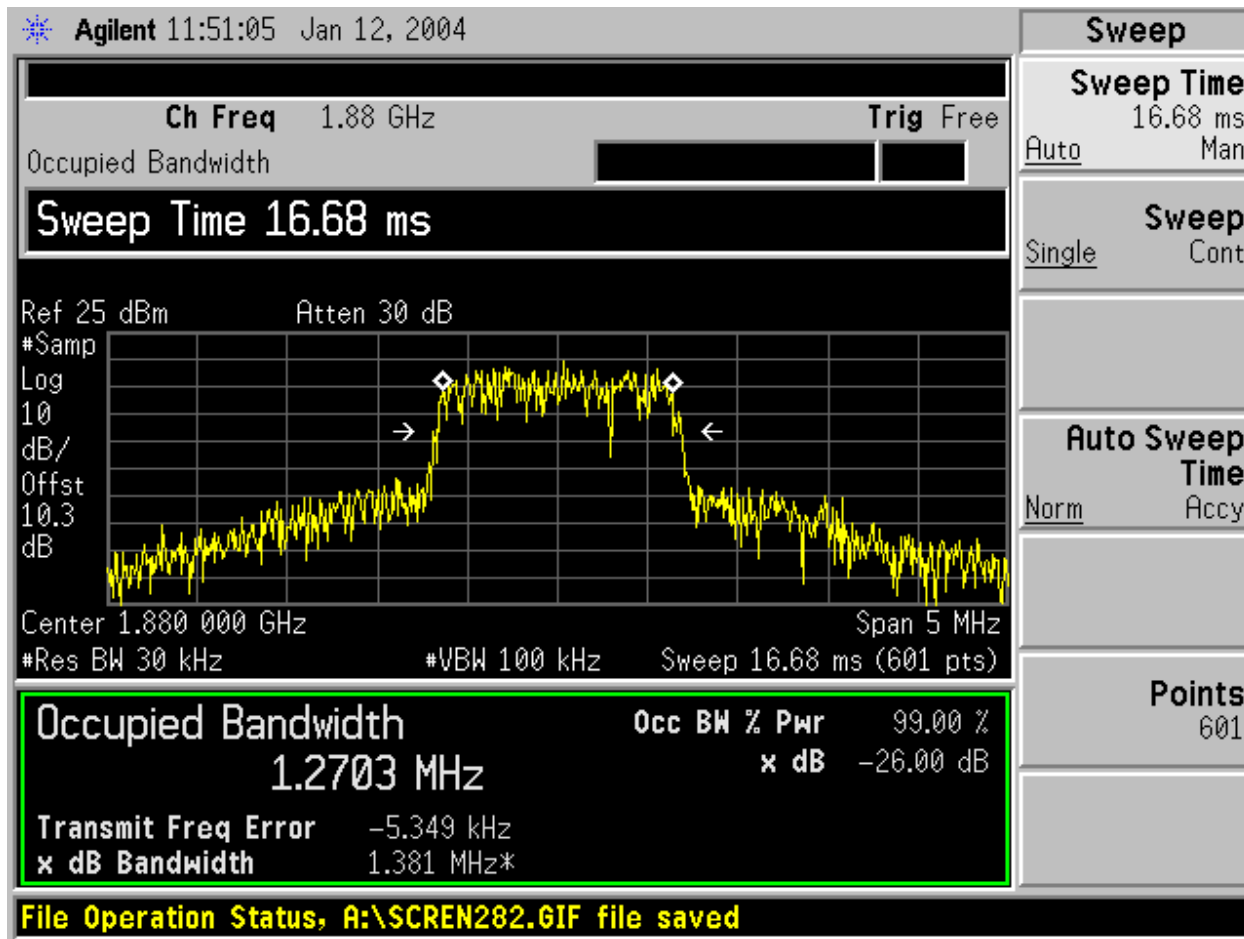 Agilent 11:51:05 Jan 12, 2004
Ch Freq 1.88 GHz Trig Free
Occupied Bandwidth
Sweep Time 16.68 ms
Ref 25 dBm Atten 30 dB
#Samp
Log
10
dB/
Offst
10.3
dB
Center 1.880 000 GHz Span 5 MHz
#Res BW 30 kHz #VBW 100 kHz Sweep 16.68 ms (601 pts)
Occupied Bandwidth
1.2703 MHz
Occ BW % Pwr 99.00 %
x dB -26.00 dB
Transmit Freq Error -5.349 kHz
x dB Bandwidth 1.381 MHz*
File Operation Status, A:\SCREN282.GIF file saved
Sweep
Sweep Time
16.68 ms
Auto Man
Sweep
Single Cont
Auto Sweep
Time
Norm Accy
Points
601